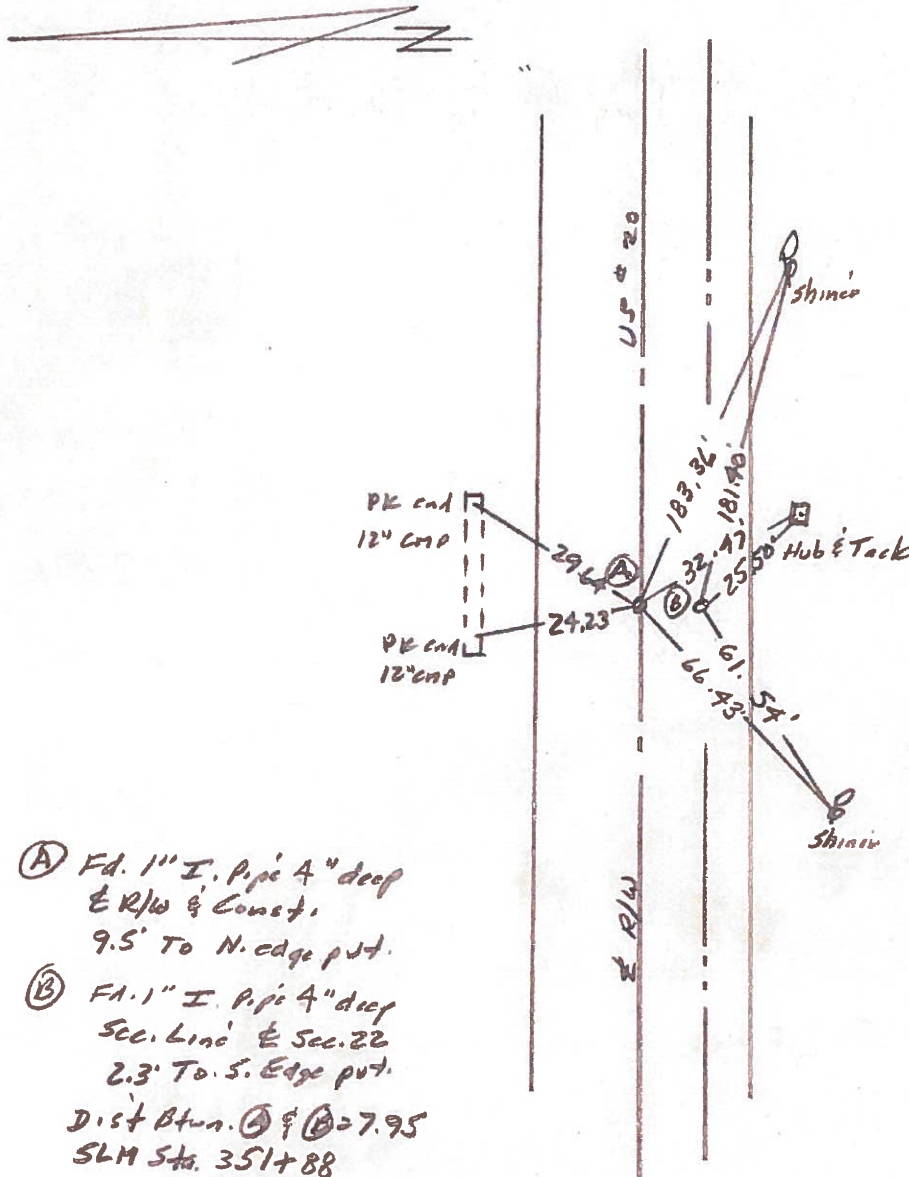 N
US # 20
Shiner
PK end
12" CMP
183.36'
181.40'
32.47'
Hub & Tack
25.50
29.64
A
B
24.23
PK end
12" CMP
61.54'
66.43'
Shiner
A Fd. 1" I. Pipe 4" deep
℄ R/W & Const.
9.5' To N. edge pvt.
℄ R/W
B Fd. 1" I. Pipe 4" deep
Sec. Line ℄ Sec. 22
2.3' To S. Edge pvt.
Dist Btwn. A & B = 7.95
SLM Sta. 351+88